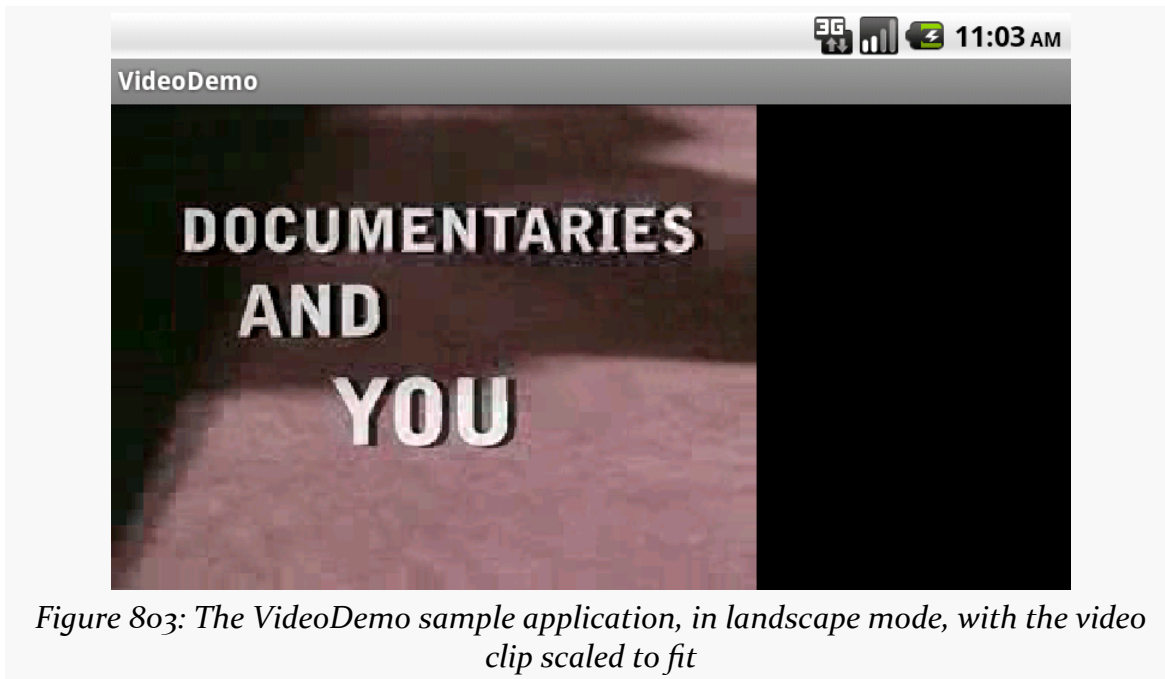 3G 11:03 AM
VideoDemo
DOCUMENTARIES
AND
YOU
Figure 803: The VideoDemo sample application, in landscape mode, with the video
clip scaled to fit